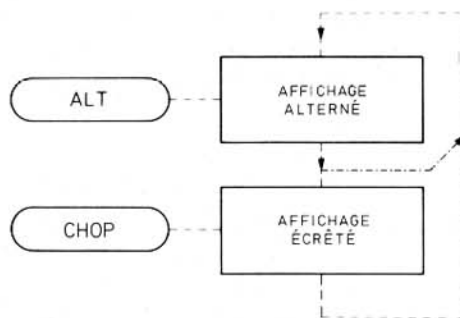 ALT
AFFICHAGE
ALTERNÉ
CHOP
AFFICHAGE
ÉCRÊTÉ